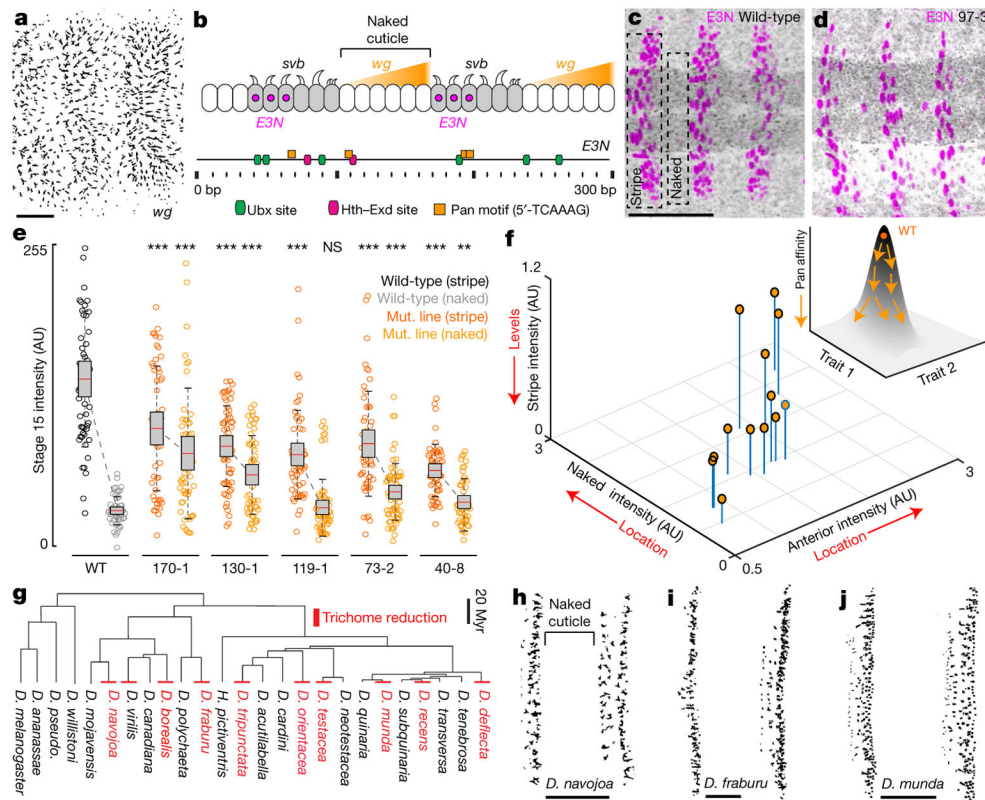 a
wg
b
Naked
cuticle
svb
wg
svb
wg
E3N
E3N
E3N
0 bp
300 bp
Ubx site
Hth–Exd site
Pan motif (5′-TCAAAG)
c
E3N Wild-type
Stripe
Naked
d
E3N 97-3
e
Stage 15 intensity (AU)
255
0
*** *** *** *** *** NS *** *** *** **
Wild-type (stripe)
Wild-type (naked)
Mut. line (stripe)
Mut. line (naked)
WT 170-1 130-1 119-1 73-2 40-8
f
Levels
Stripe intensity (AU)
1.2
0
3
Naked intensity (AU)
Location
0
0.5
Anterior intensity (AU)
Location
3
Pan affinity
WT
Trait 1
Trait 2
g
Trichome reduction
20 Myr
D. melanogaster
D. ananassae
D. pseudo.
D. willistoni
D. mojavensis
D. navojoa
D. virilis
D. canadiana
D. borealis
D. polychaeta
D. fraburu
H. pictiventris
D. tripunctata
D. acutilabella
D. cardini
D. orientacea
D. testacea
D. neotestacea
D. quinaria
D. munda
D. subquinaria
D. recens
D. transversa
D. tenebrosa
D. deflecta
h
Naked
cuticle
D. navojoa
i
D. fraburu
j
D. munda